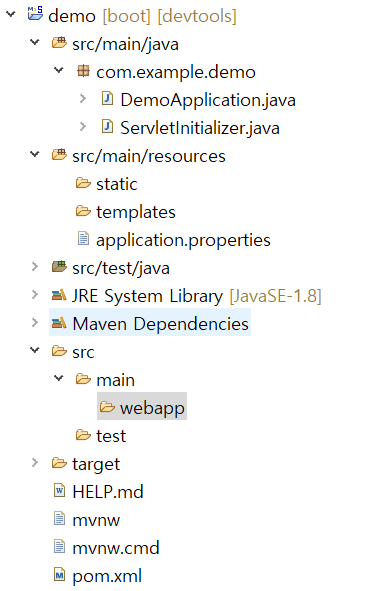 demo [boot] [devtools]
src/main/java
com.example.demo
DemoApplication.java
ServletInitializer.java
src/main/resources
static
templates
application.properties
src/test/java
JRE System Library [JavaSE-1.8]
Maven Dependencies
src
main
webapp
test
target
HELP.md
mvnw
mvnw.cmd
pom.xml